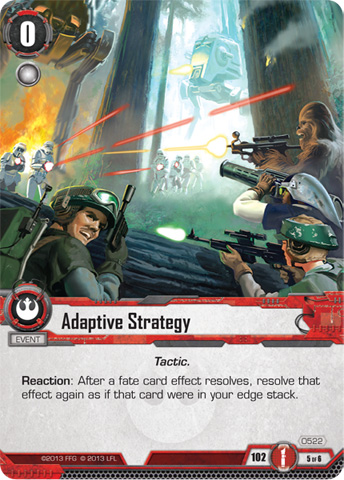 0
Adaptive Strategy
EVENT
Tactic.
Reaction: After a fate card effect resolves, resolve that
effect again as if that card were in your edge stack.
0522
©2013 FFG © 2013 LFL
102
5 OF 6